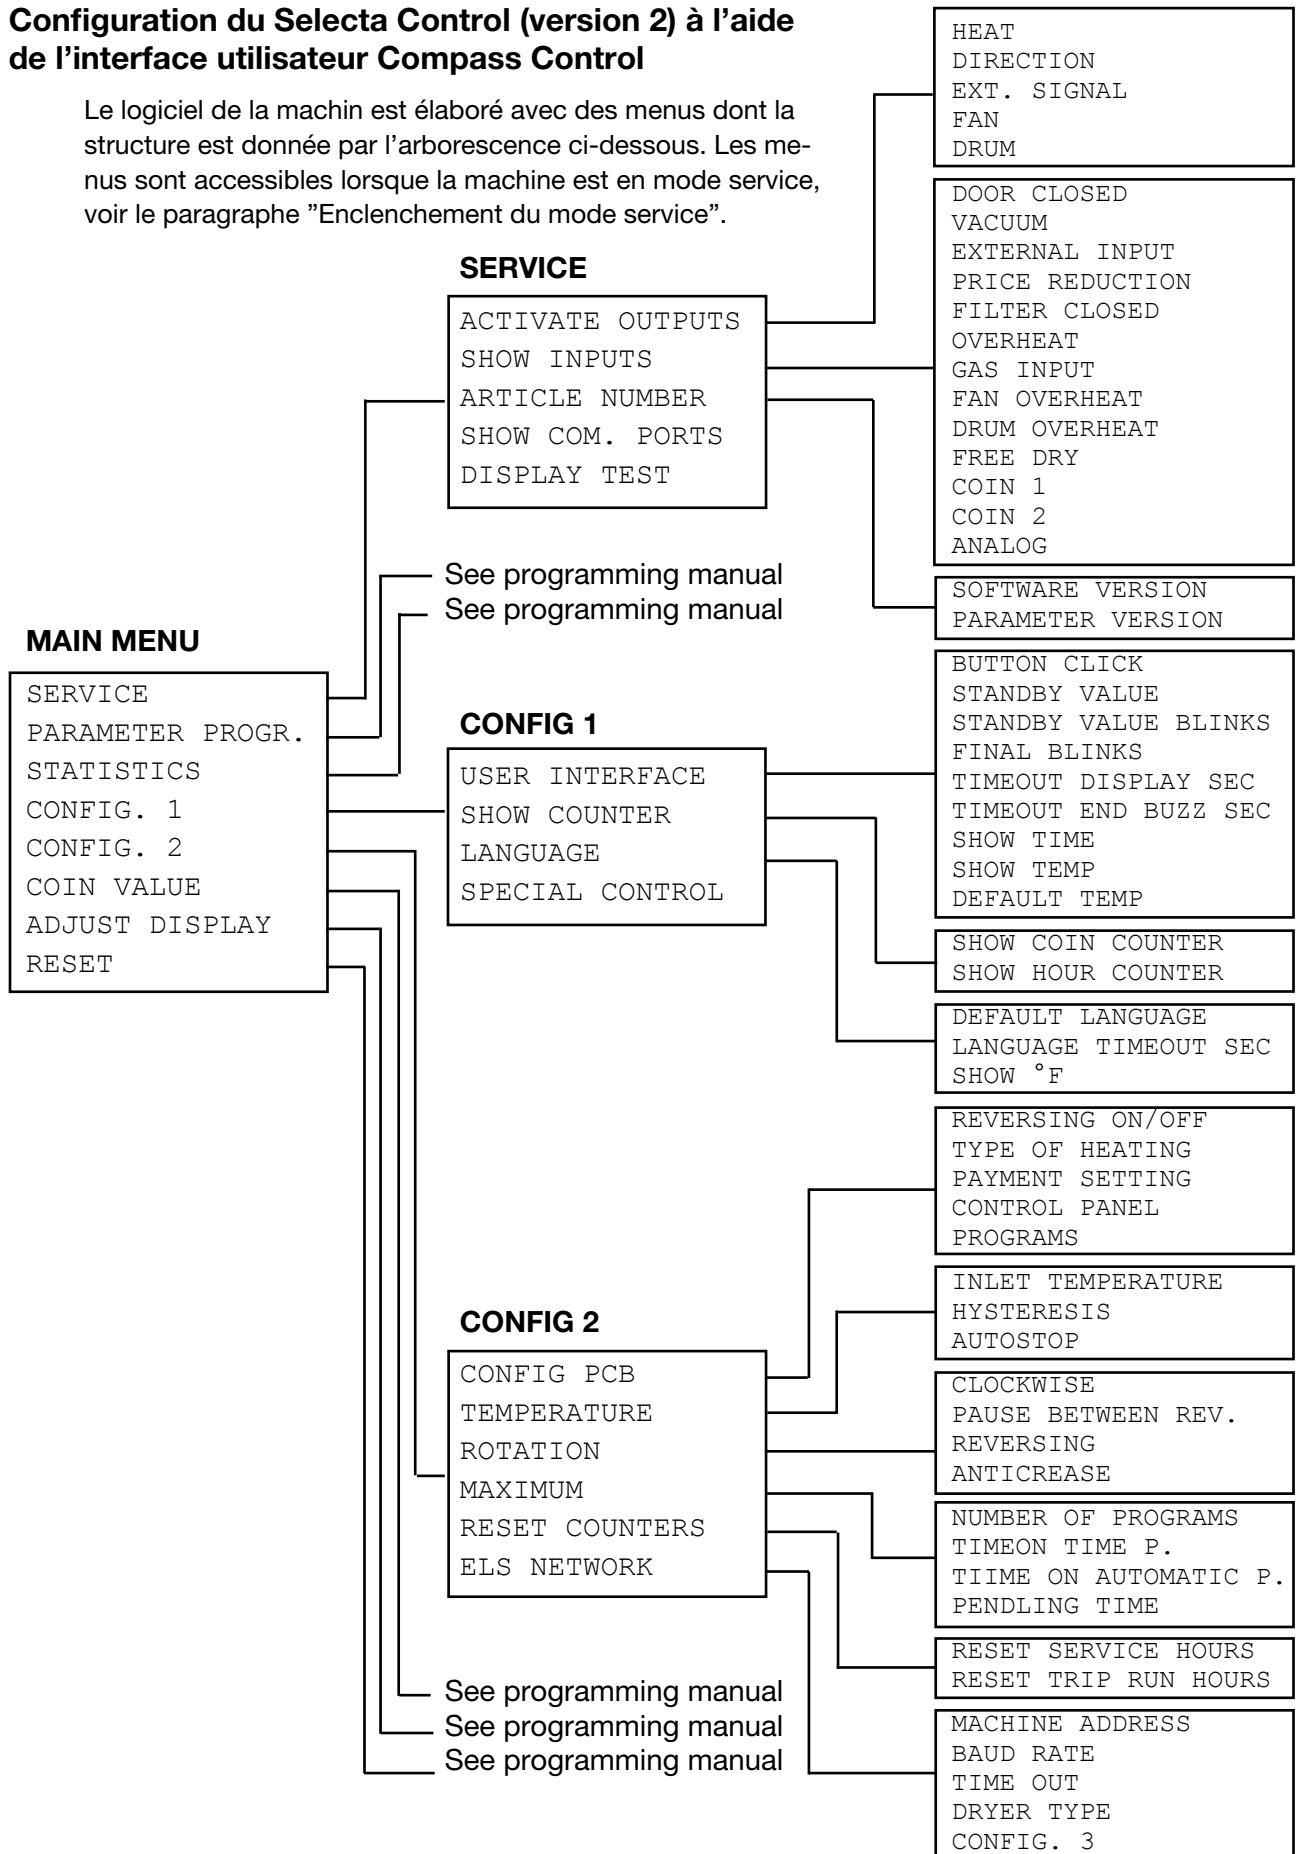 Configuration du Selecta Control (version 2) à l’aide
de l’interface utilisateur Compass Control
Le logiciel de la machin est élaboré avec des menus dont la
structure est donnée par l’arborescence ci-dessous. Les me-
nus sont accessibles lorsque la machine est en mode service,
voir le paragraphe ”Enclenchement du mode service”.
MAIN MENU
SERVICE
PARAMETER PROGR.
STATISTICS
CONFIG. 1
CONFIG. 2
COIN VALUE
ADJUST DISPLAY
RESET
SERVICE
ACTIVATE OUTPUTS
SHOW INPUTS
ARTICLE NUMBER
SHOW COM. PORTS
DISPLAY TEST
See programming manual
See programming manual
CONFIG 1
USER INTERFACE
SHOW COUNTER
LANGUAGE
SPECIAL CONTROL
CONFIG 2
CONFIG PCB
TEMPERATURE
ROTATION
MAXIMUM
RESET COUNTERS
ELS NETWORK
See programming manual
See programming manual
See programming manual
HEAT
DIRECTION
EXT. SIGNAL
FAN
DRUM
DOOR CLOSED
VACUUM
EXTERNAL INPUT
PRICE REDUCTION
FILTER CLOSED
OVERHEAT
GAS INPUT
FAN OVERHEAT
DRUM OVERHEAT
FREE DRY
COIN 1
COIN 2
ANALOG
SOFTWARE VERSION
PARAMETER VERSION
BUTTON CLICK
STANDBY VALUE
STANDBY VALUE BLINKS
FINAL BLINKS
TIMEOUT DISPLAY SEC
TIMEOUT END BUZZ SEC
SHOW TIME
SHOW TEMP
DEFAULT TEMP
SHOW COIN COUNTER
SHOW HOUR COUNTER
DEFAULT LANGUAGE
LANGUAGE TIMEOUT SEC
SHOW °F
REVERSING ON/OFF
TYPE OF HEATING
PAYMENT SETTING
CONTROL PANEL
PROGRAMS
INLET TEMPERATURE
HYSTERESIS
AUTOSTOP
CLOCKWISE
PAUSE BETWEEN REV.
REVERSING
ANTICREASE
NUMBER OF PROGRAMS
TIMEON TIME P.
TIIME ON AUTOMATIC P.
PENDLING TIME
RESET SERVICE HOURS
RESET TRIP RUN HOURS
MACHINE ADDRESS
BAUD RATE
TIME OUT
DRYER TYPE
CONFIG. 3